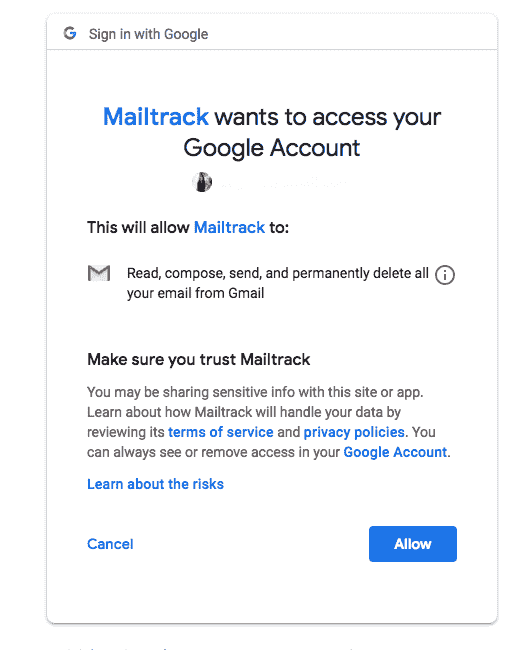 Sign in with Google
Mailtrack wants to access your
Google Account
This will allow Mailtrack to:
Read, compose, send, and permanently delete all
your email from Gmail
Make sure you trust Mailtrack
You may be sharing sensitive info with this site or app.
Learn about how Mailtrack will handle your data by
reviewing its terms of service and privacy policies. You
can always see or remove access in your Google Account.
Learn about the risks
Cancel
Allow